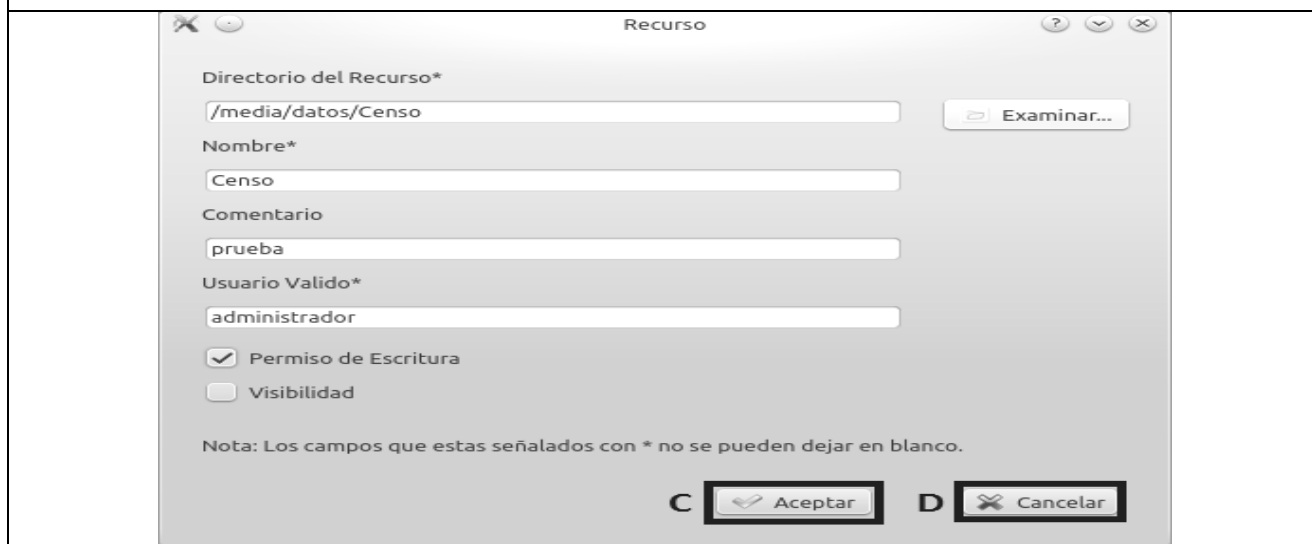 Recurso
Directorio del Recurso*
/media/datos/Censo
Examinar...
Nombre*
Censo
Comentario
prueba
Usuario Valido*
administrador
Permiso de Escritura
Visibilidad
Nota: Los campos que estas señalados con * no se pueden dejar en blanco.
C Aceptar D Cancelar